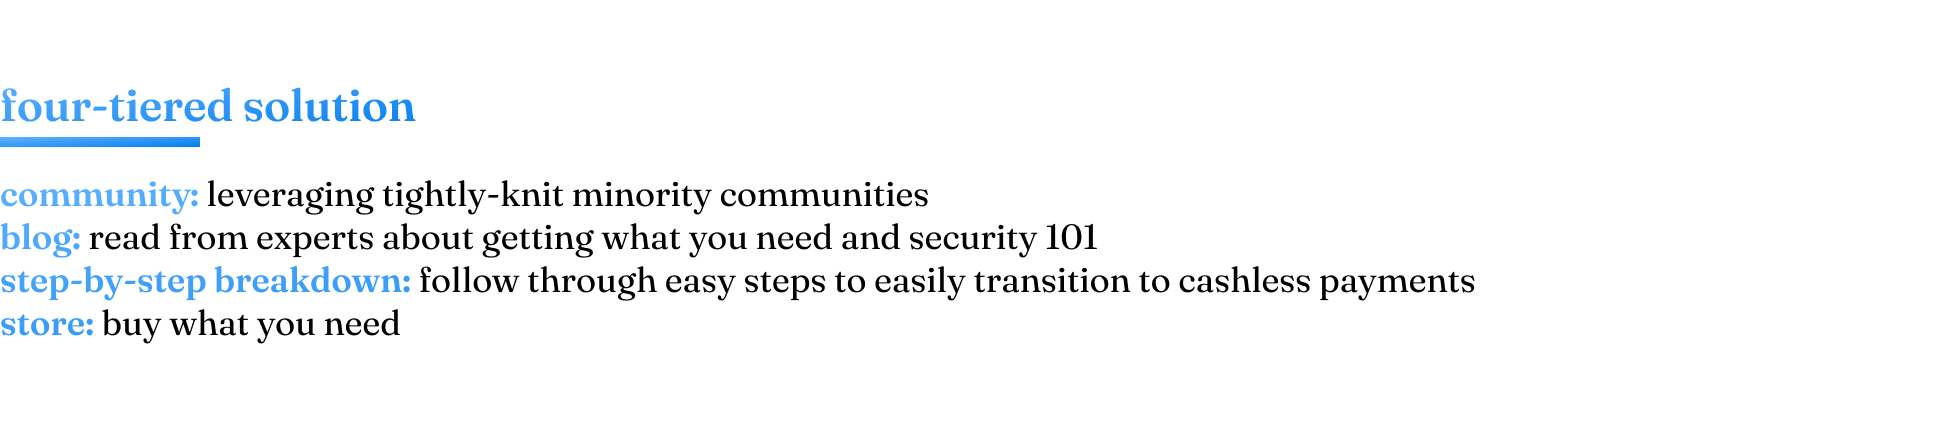 four-tiered solution
community: leveraging tightly-knit minority communities
blog: read from experts about getting what you need and security 101
step-by-step breakdown: follow through easy steps to easily transition to cashless payments
store: buy what you need